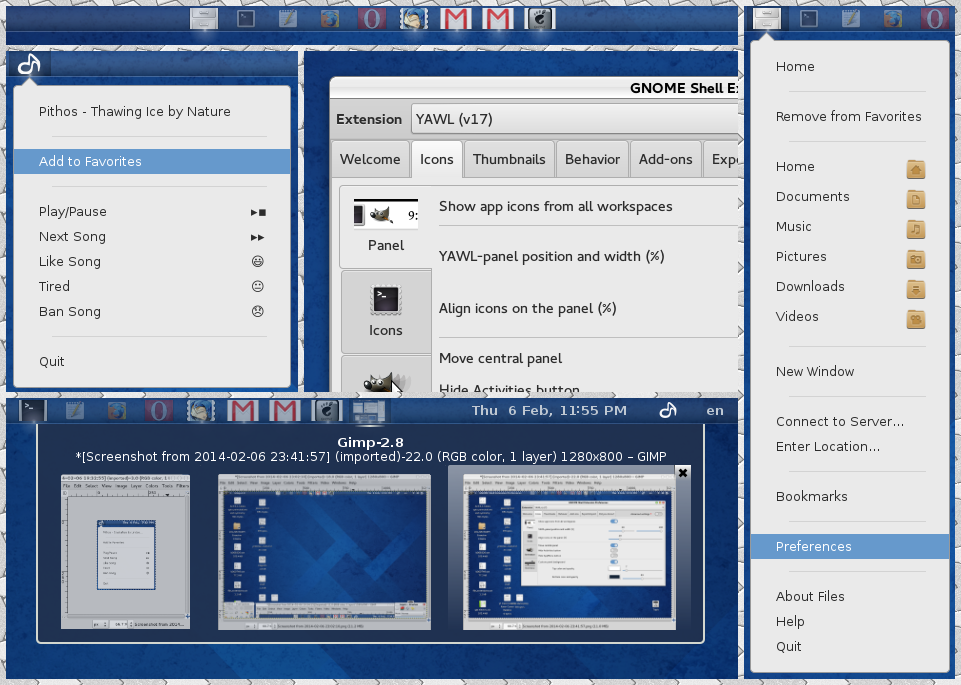 Pithos - Thawing Ice by Nature
Add to Favorites
Play/Pause
Next Song
Like Song
Tired
Ban Song
Quit
GNOME Shell Ex
Extension
YAWL (v17)
Welcome
Icons
Thumbnails
Behavior
Add-ons
Expe
9:
Panel
Icons
Show app icons from all workspaces
YAWL-panel position and width (%)
Align icons on the panel (%)
Move central panel
Hide Activities button
Thu 6 Feb, 11:55 PM
en
Gimp-2.8
*[Screenshot from 2014-02-06 23:41:57] (imported)-22.0 (RGB color, 1 layer) 1280x800 – GIMP
Home
Remove from Favorites
Home
Documents
Music
Pictures
Downloads
Videos
New Window
Connect to Server...
Enter Location...
Bookmarks
Preferences
About Files
Help
Quit